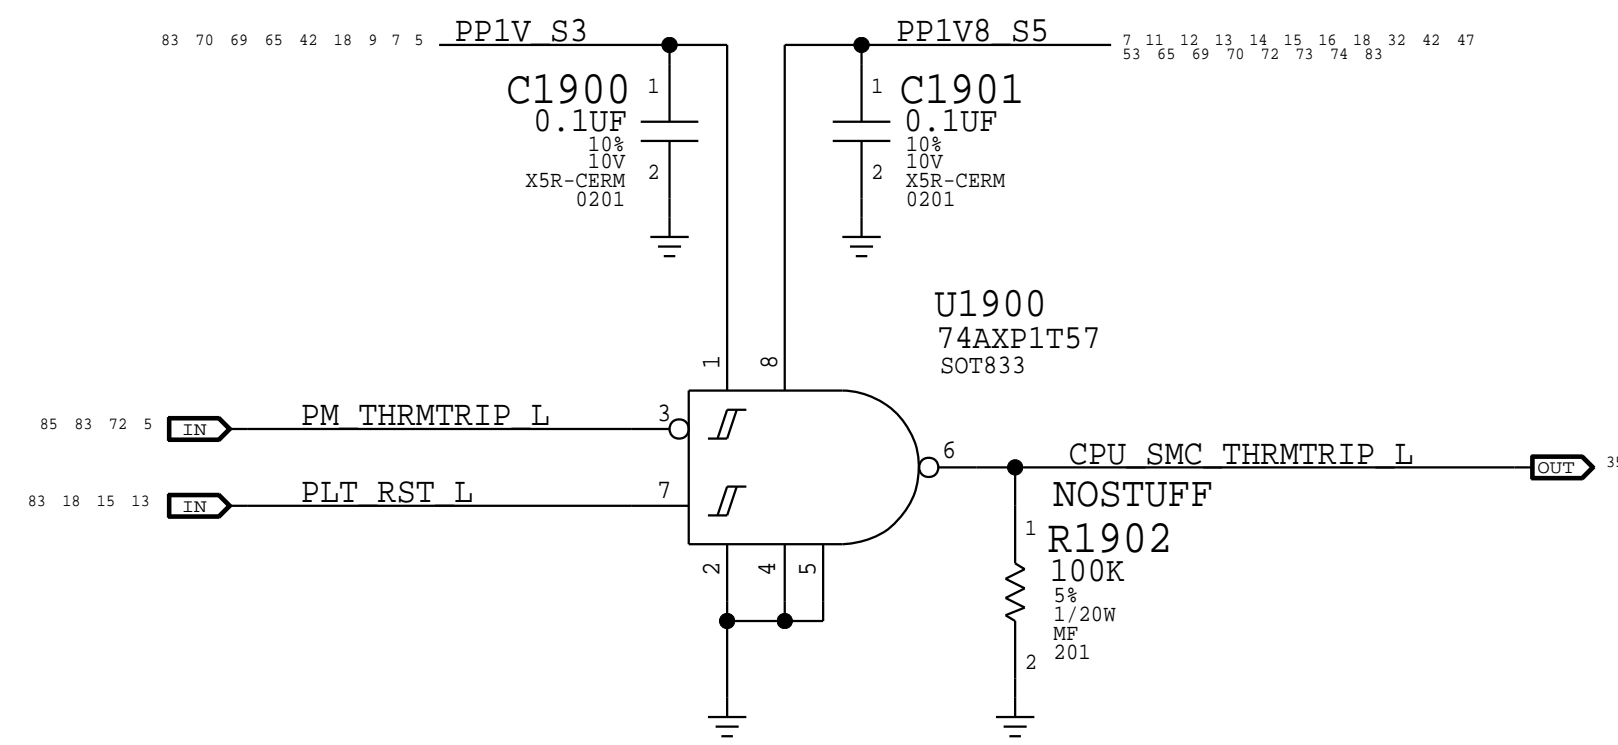 PP1V_S3
83 70 69 65 42 18 9 7 5
PP1V8_S5
7 11 12 13 14 15 16 18 32 42 47
53 65 69 70 72 73 74 83
C1900
0.1UF
10%
10V
X5R-CERM
0201
1
2
1
2
C1901
0.1UF
10%
10V
X5R-CERM
0201
U1900
74AXP1T57
SOT833
1
8
85 83 72 5
IN
PM_THRMTRIP_L
3
6
CPU_SMC_THRMTRIP_L
OUT
35
83 18 15 13
IN
PLT_RST_L
7
NOSTUFF
1
R1902
100K
5%
1/20W
MF
201
2
2
4
5